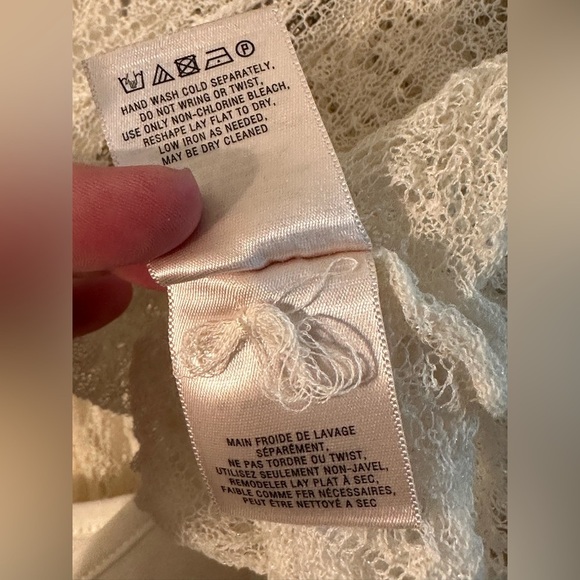 HAND WASH COLD SEPARATELY,
DO NOT WRING OR TWIST,
USE ONLY NON-CHLORINE BLEACH,
RESHAPE LAY FLAT TO DRY,
LOW IRON AS NEEDED,
MAY BE DRY CLEANED
MAIN FROIDE DE LAVAGE
SÉPARÉMENT,
NE PAS TORDRE OU TWIST,
UTILISEZ SEULEMENT NON-JAVEL,
REMODELER LAY PLAT À SEC,
FAIBLE COMME FER NÉCESSAIRES,
PEUT ÊTRE NETTOYÉ A SEC